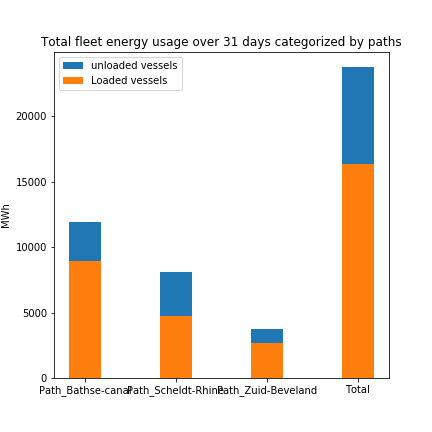 Total fleet energy usage over 31 days categorized by paths
unloaded vessels
Loaded vessels
20000
15000
10000
5000
0
MWh
Path_Bathse-canal Path_Scheldt-Rhine Path_Zuid-Beveland Total